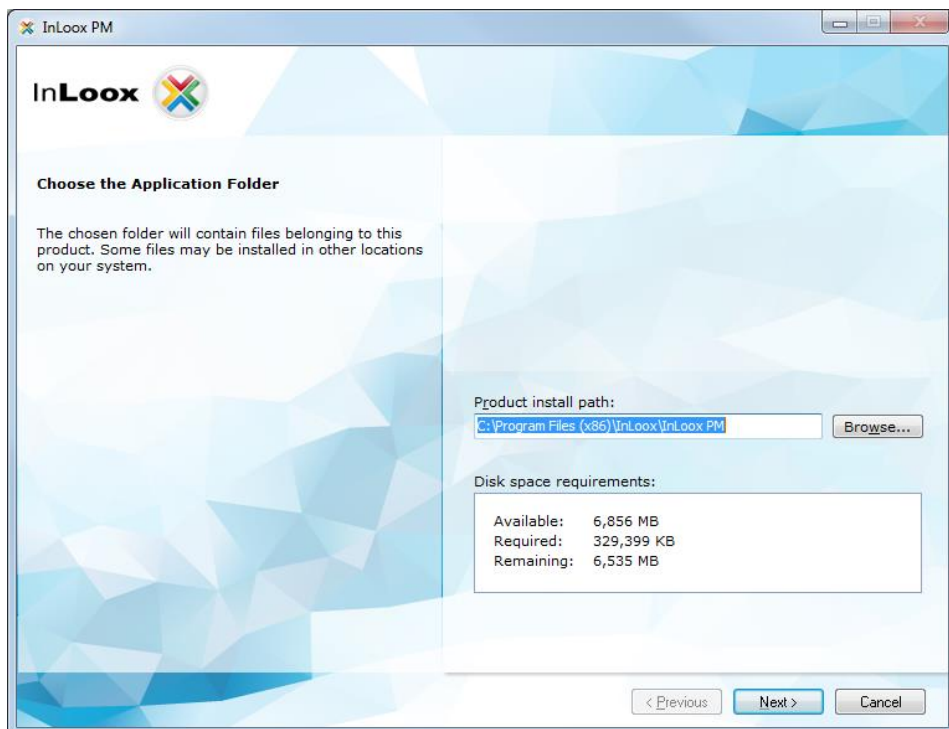 InLoox PM
InLoox
Choose the Application Folder
The chosen folder will contain files belonging to this
product. Some files may be installed in other locations
on your system.
Product install path:
C:\Program Files (x86)\InLoox\InLoox PM
Browse...
Disk space requirements:
Available: 6,856 MB
Required: 329,399 KB
Remaining: 6,535 MB
< Previous
Next >
Cancel